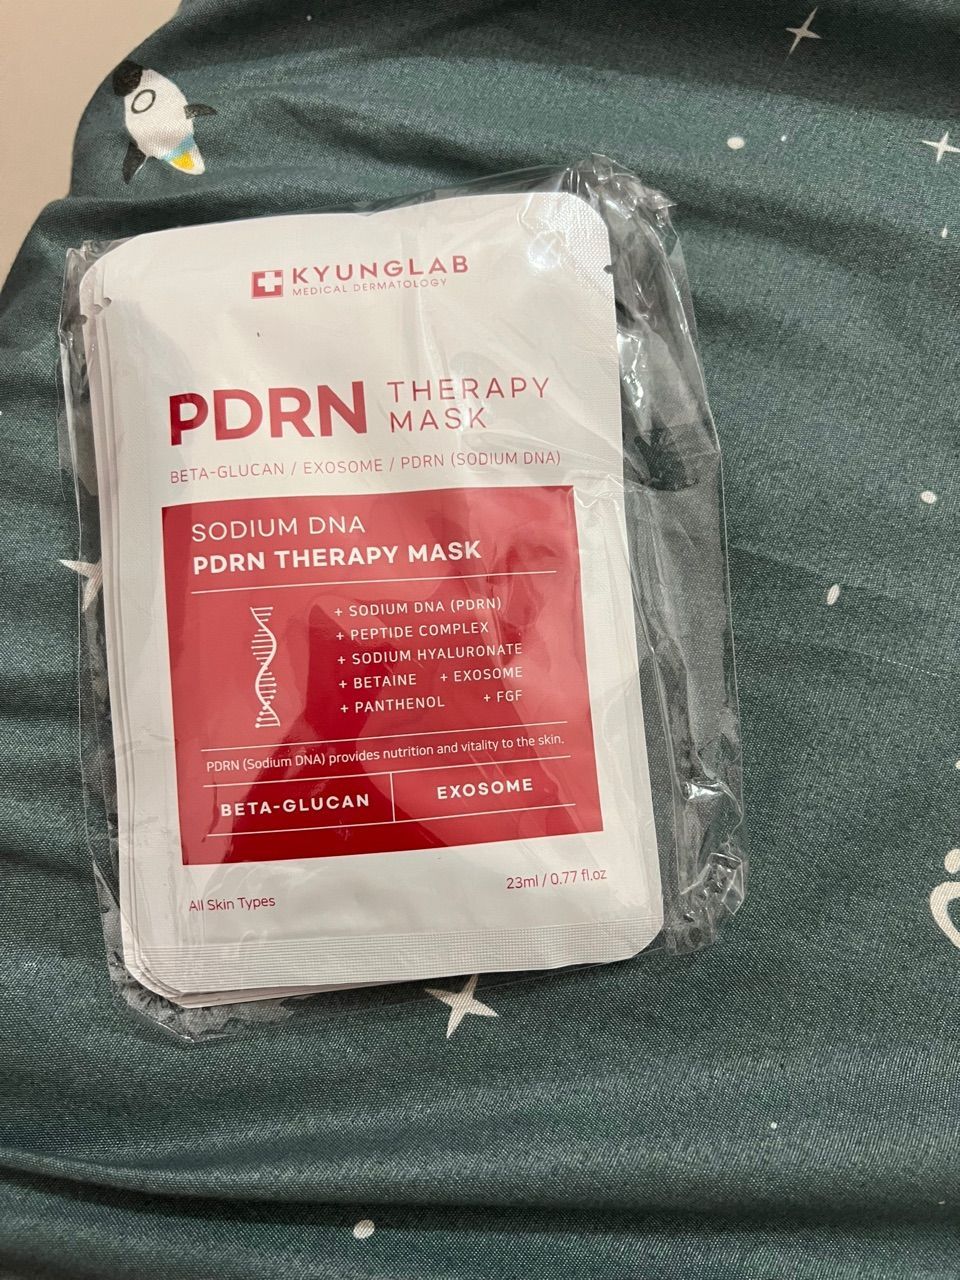 KYUNGLAB
MEDICAL DERMATOLOGY
PDRN THERAPY
MASK
BETA-GLUCAN / EXOSOME / PDRN (SODIUM DNA)
SODIUM DNA
PDRN THERAPY MASK
+ SODIUM DNA (PDRN)
+ PEPTIDE COMPLEX
+ SODIUM HYALURONATE
+ BETAINE + EXOSOME
+ PANTHENOL + FGF
PDRN (Sodium DNA) provides nutrition and vitality to the skin.
BETA-GLUCAN EXOSOME
All Skin Types 23ml / 0.77 fl.oz